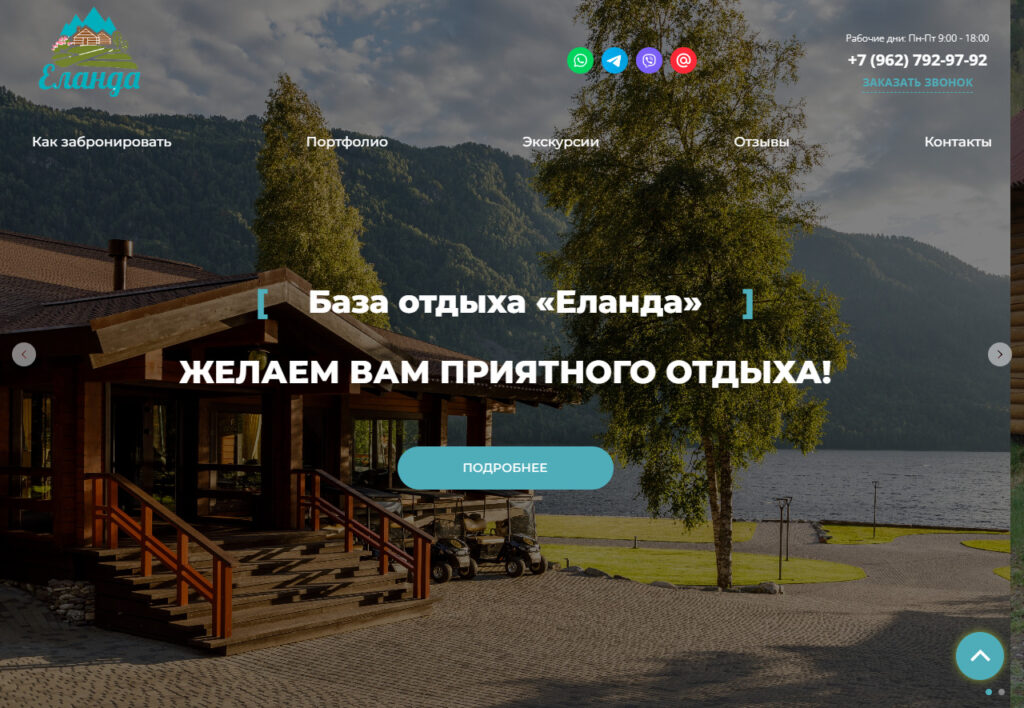 Еланда
Рабочие дни: Пн-Пт 9:00 - 18:00
+7 (962) 792-97-92
ЗАКАЗАТЬ ЗВОНОК
Как забронировать
Портфолио
Экскурсии
Отзывы
Контакты
[ База отдыха «Еланда» ]
ЖЕЛАЕМ ВАМ ПРИЯТНОГО ОТДЫХА!
ПОДРОБНЕЕ